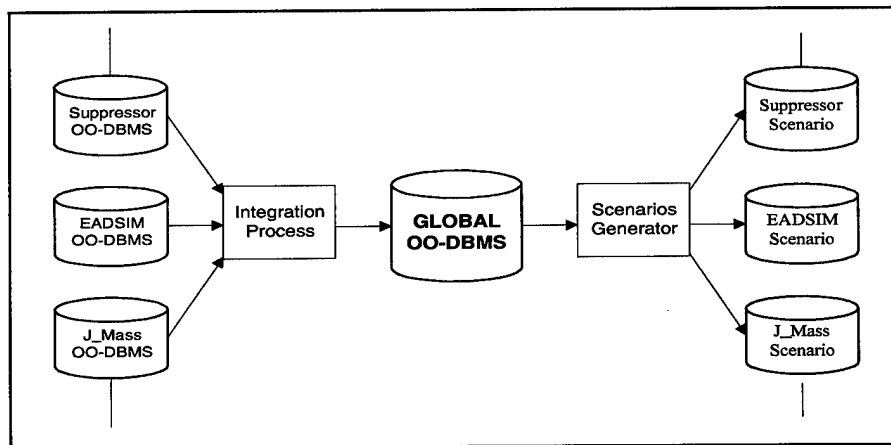 Suppressor
OO-DBMS
EADSIM
OO-DBMS
J_Mass
OO-DBMS
Integration
Process
GLOBAL
OO-DBMS
Scenarios
Generator
Suppressor
Scenario
EADSIM
Scenario
J_Mass
Scenario